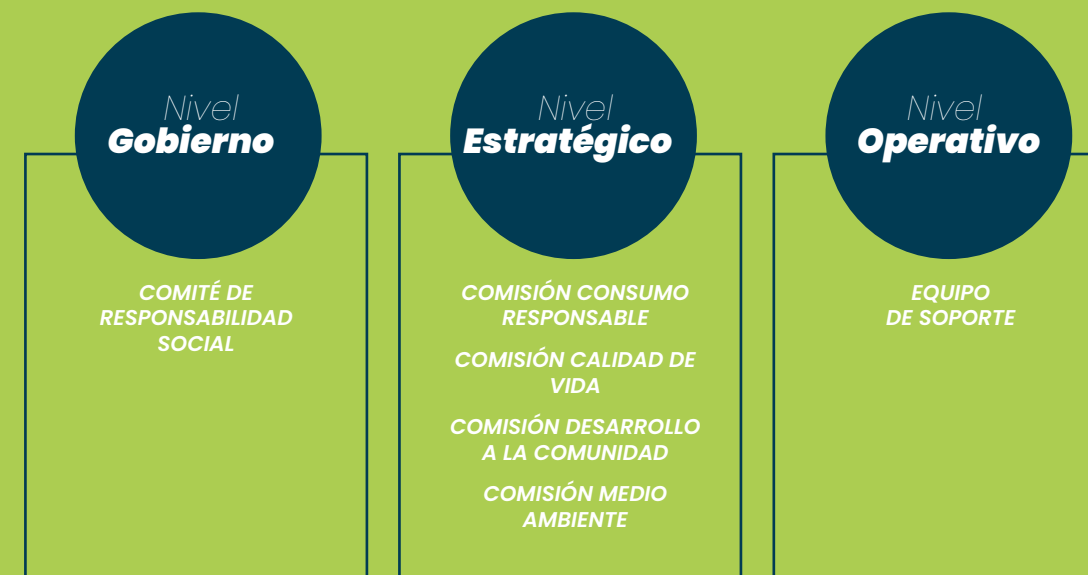 Nivel
Gobierno
COMITÉ DE
RESPONSABILIDAD
SOCIAL
Nivel
Estratégico
COMISIÓN CONSUMO
RESPONSABLE
COMISIÓN CALIDAD DE
VIDA
COMISIÓN DESARROLLO
A LA COMUNIDAD
COMISIÓN MEDIO
AMBIENTE
Nivel
Operativo
EQUIPO
DE SOPORTE